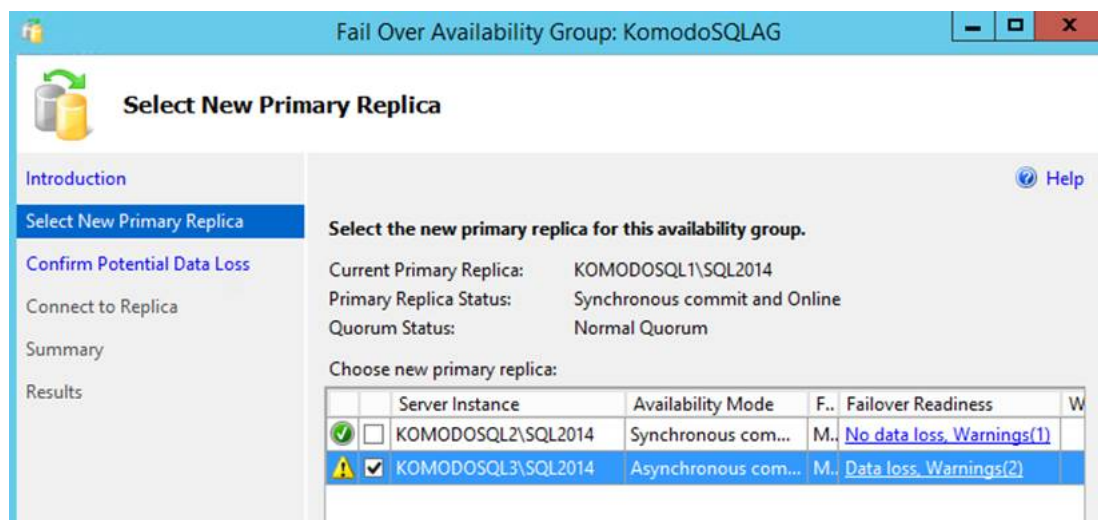 Fail Over Availability Group: KomodoSQLAG
Select New Primary Replica
Introduction
Help
Select New Primary Replica
Select the new primary replica for this availability group.
Confirm Potential Data Loss
Current Primary Replica: KOMODOSQL1\SQL2014
Connect to Replica
Primary Replica Status: Synchronous commit and Online
Quorum Status: Normal Quorum
Summary
Choose new primary replica:
Results
Server Instance Availability Mode F.. Failover Readiness W
KOMODOSQL2\SQL2014 Synchronous com... M.. No data loss, Warnings(1)
KOMODOSQL3\SQL2014 Asynchronous com... M.. Data loss, Warnings(2)